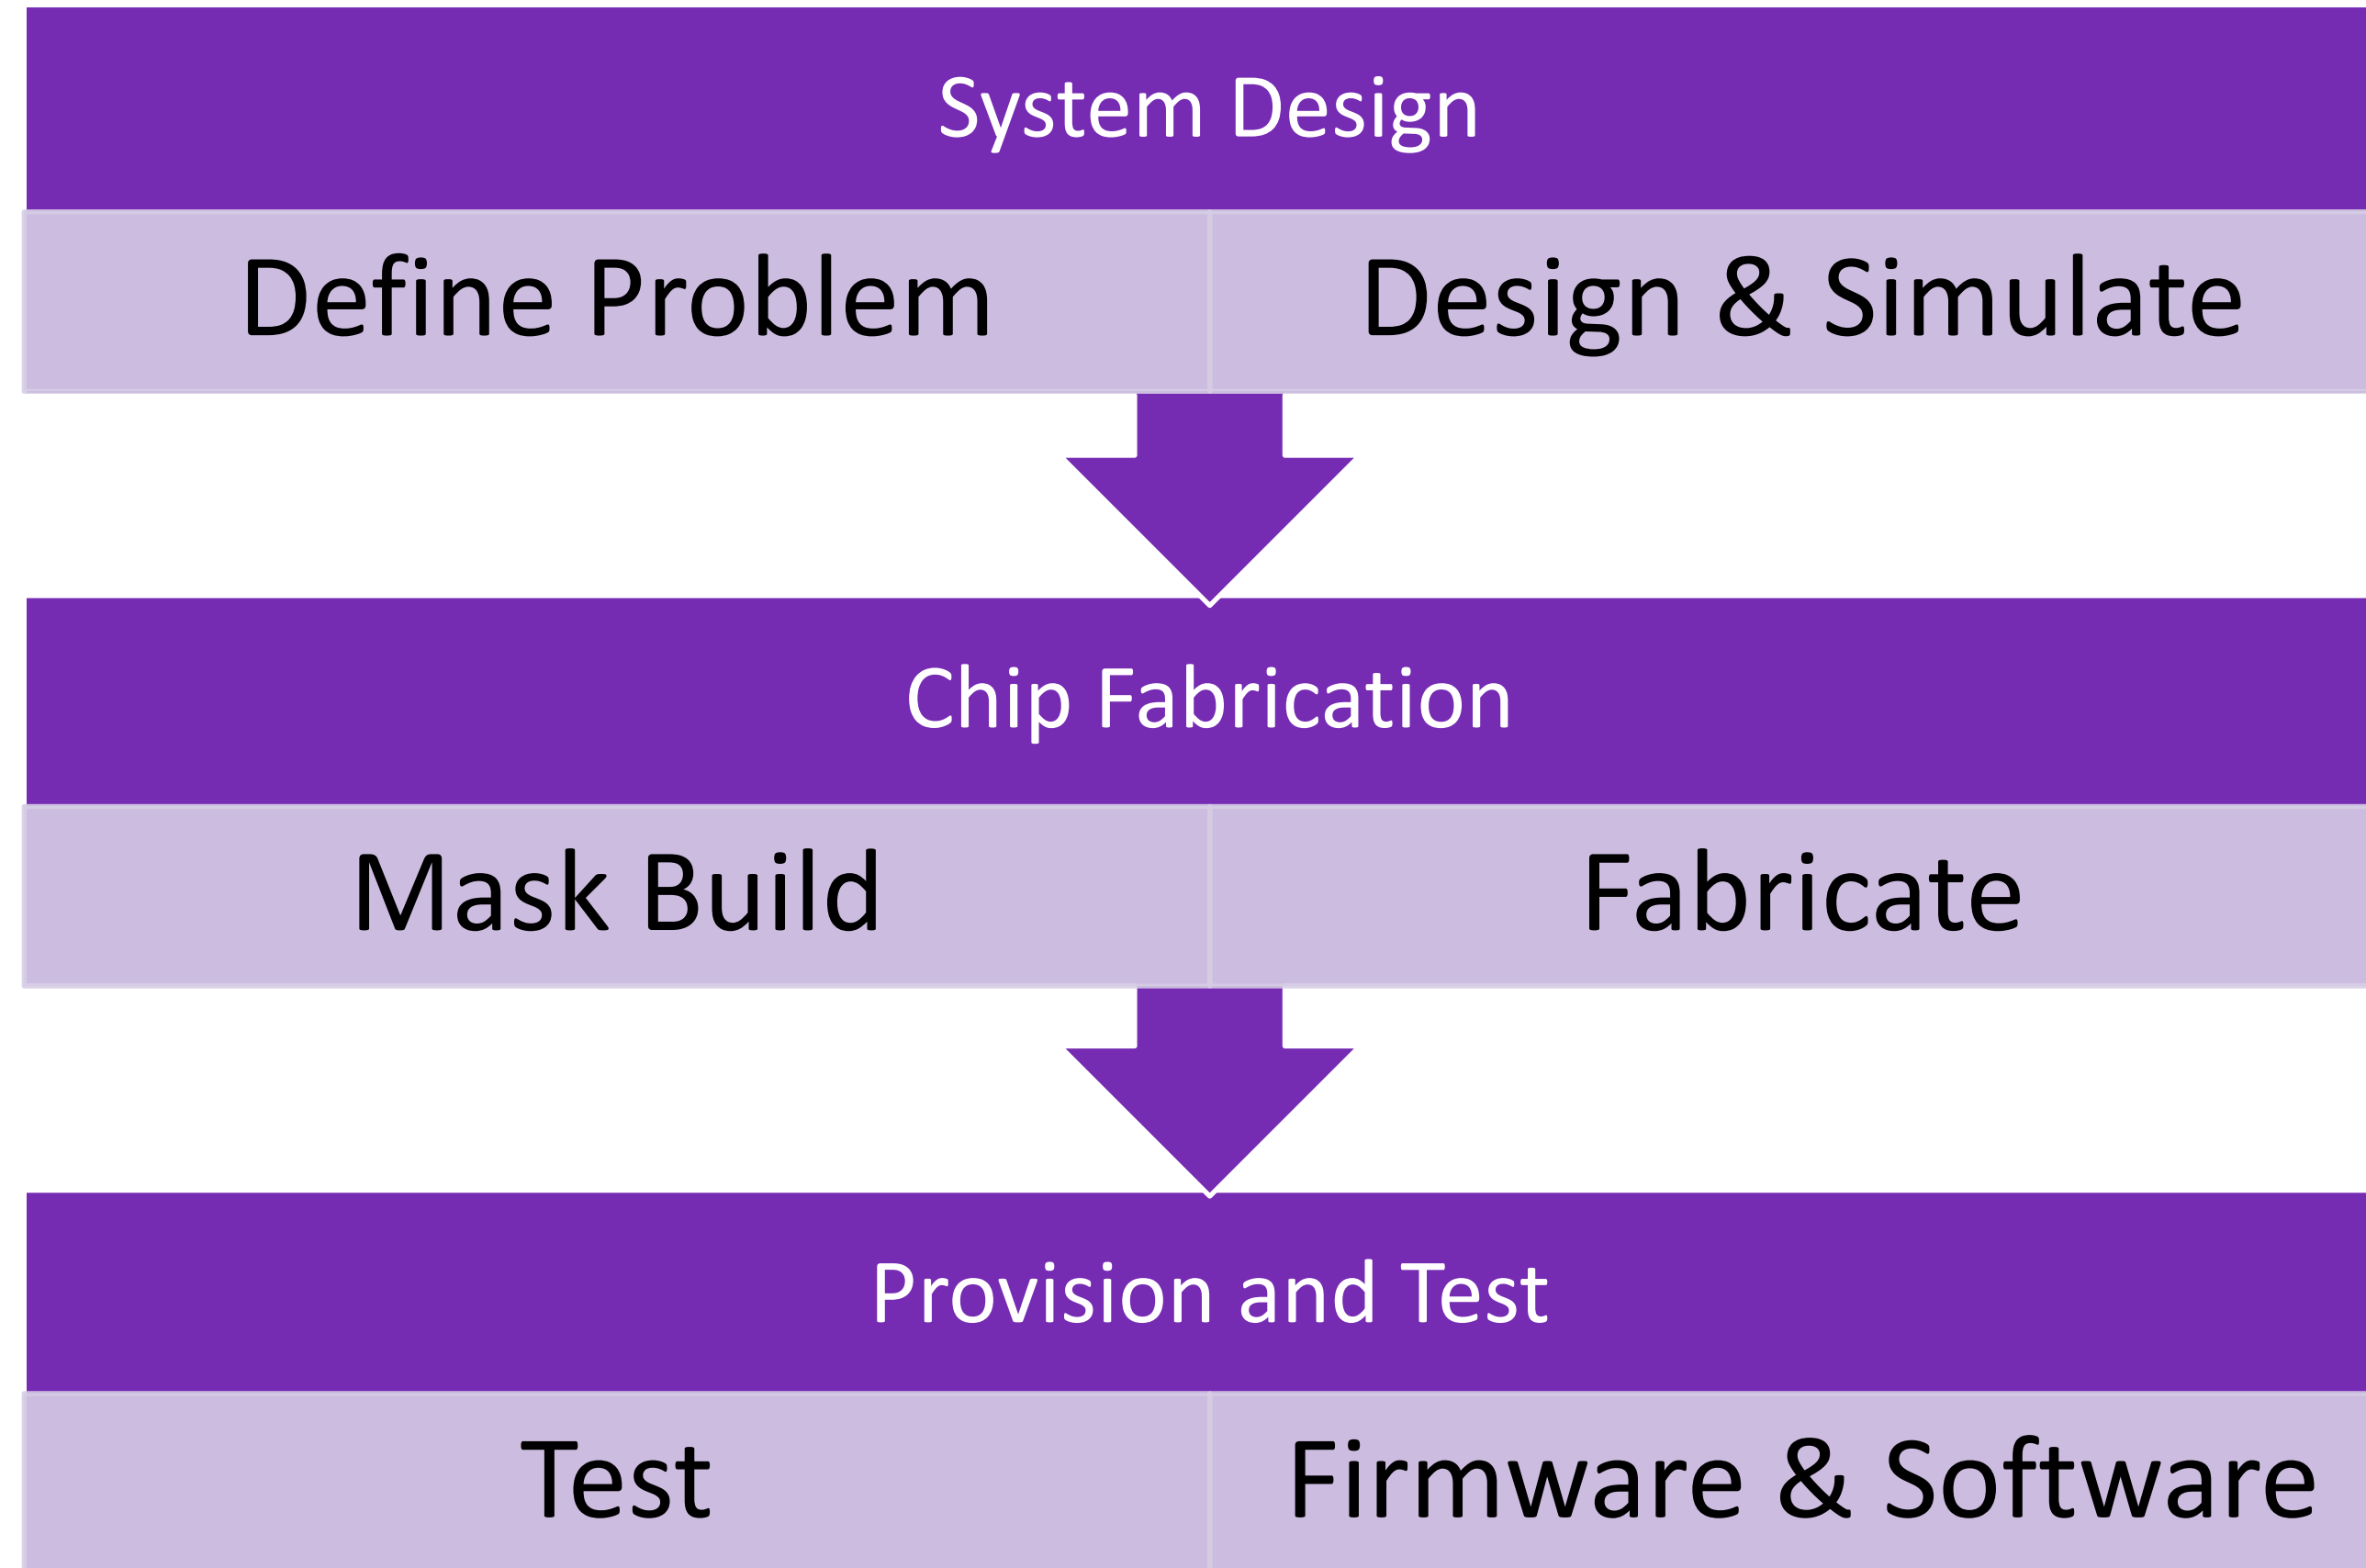 System Design
Define Problem
Design & Simulate
Chip Fabrication
Mask Build
Fabricate
Provision and Test
Test
Firmware & Software